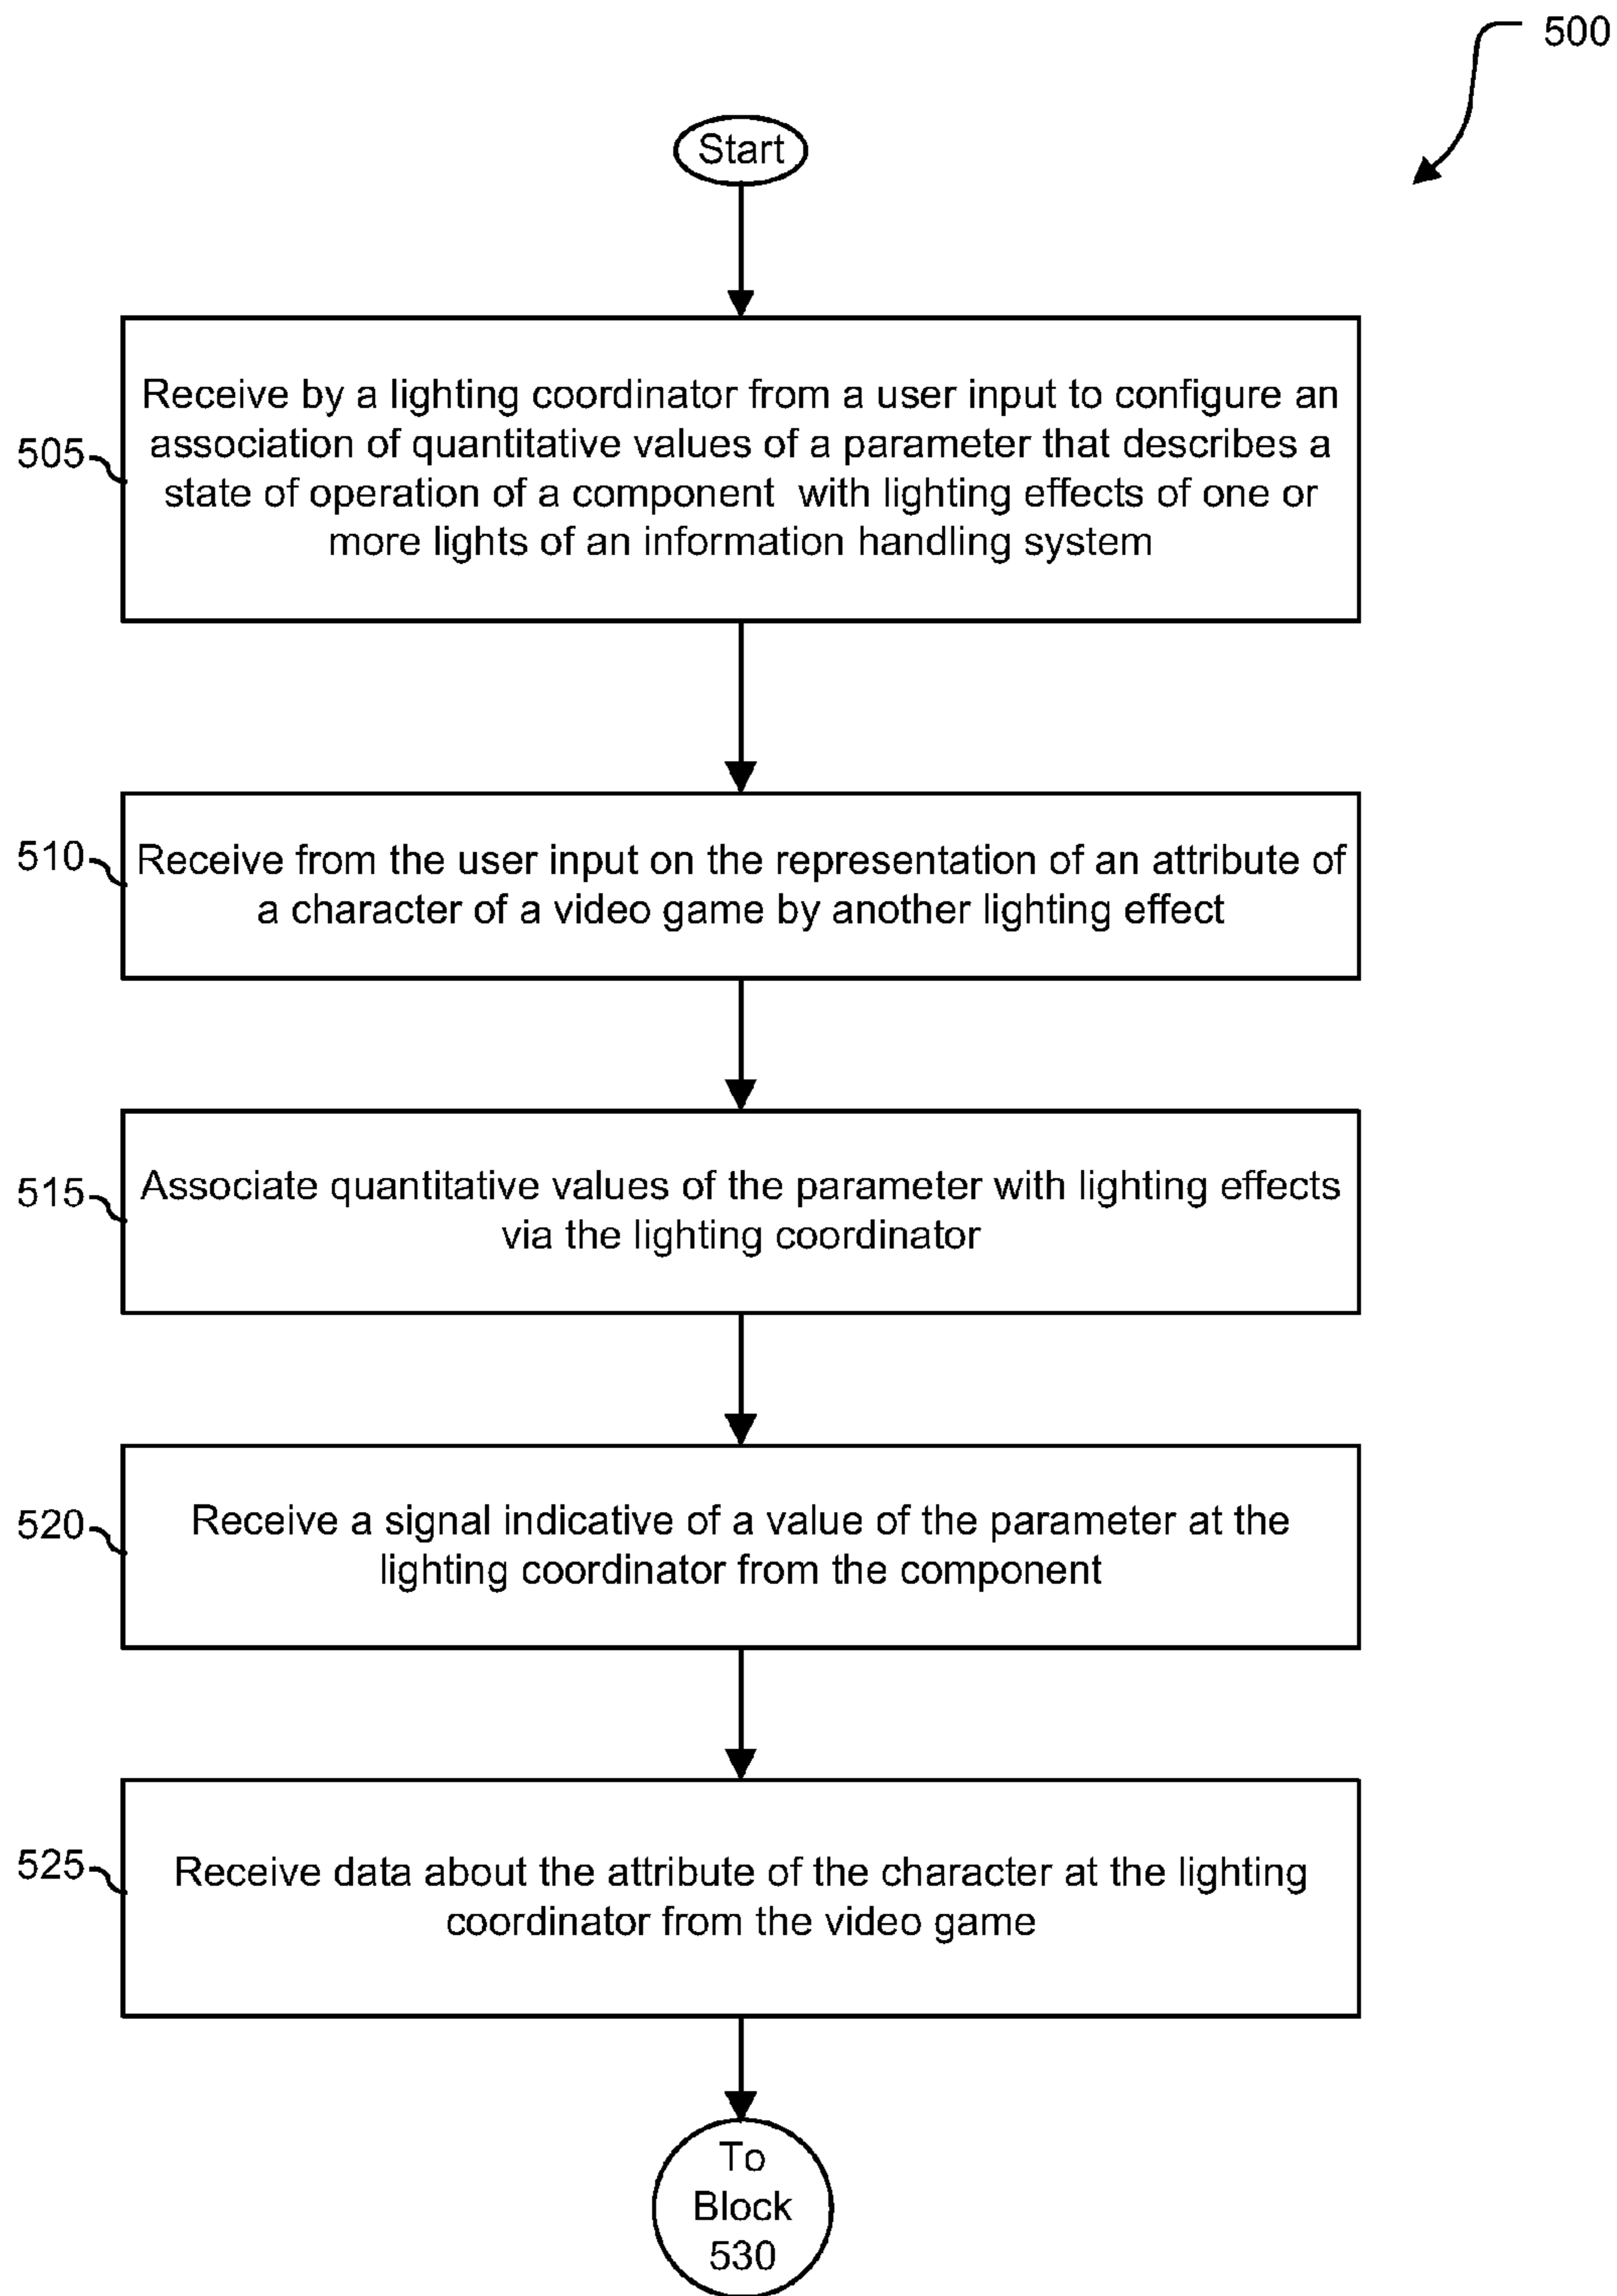 500
Start
505
Receive by a lighting coordinator from a user input to configure an
association of quantitative values of a parameter that describes a
state of operation of a component with lighting effects of one or
more lights of an information handling system
510
Receive from the user input on the representation of an attribute of
a character of a video game by another lighting effect
515
Associate quantitative values of the parameter with lighting effects
via the lighting coordinator
520
Receive a signal indicative of a value of the parameter at the
lighting coordinator from the component
525
Receive data about the attribute of the character at the lighting
coordinator from the video game
To
Block
530